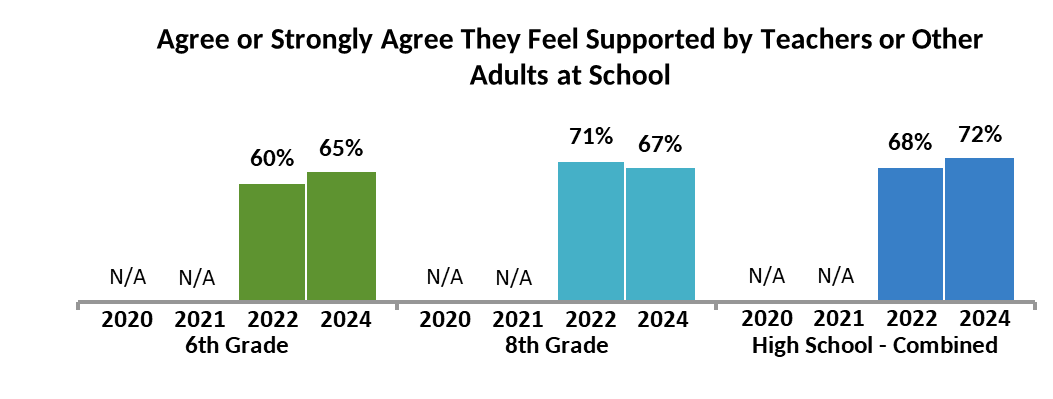 Agree or Strongly Agree They Feel Supported by Teachers or Other
Adults at School
60% 65% 71% 67% 68% 72%
N/A N/A N/A N/A N/A N/A
2020 2021 2022 2024 2020 2021 2022 2024 2020 2021 2022 2024
6th Grade 8th Grade High School - Combined